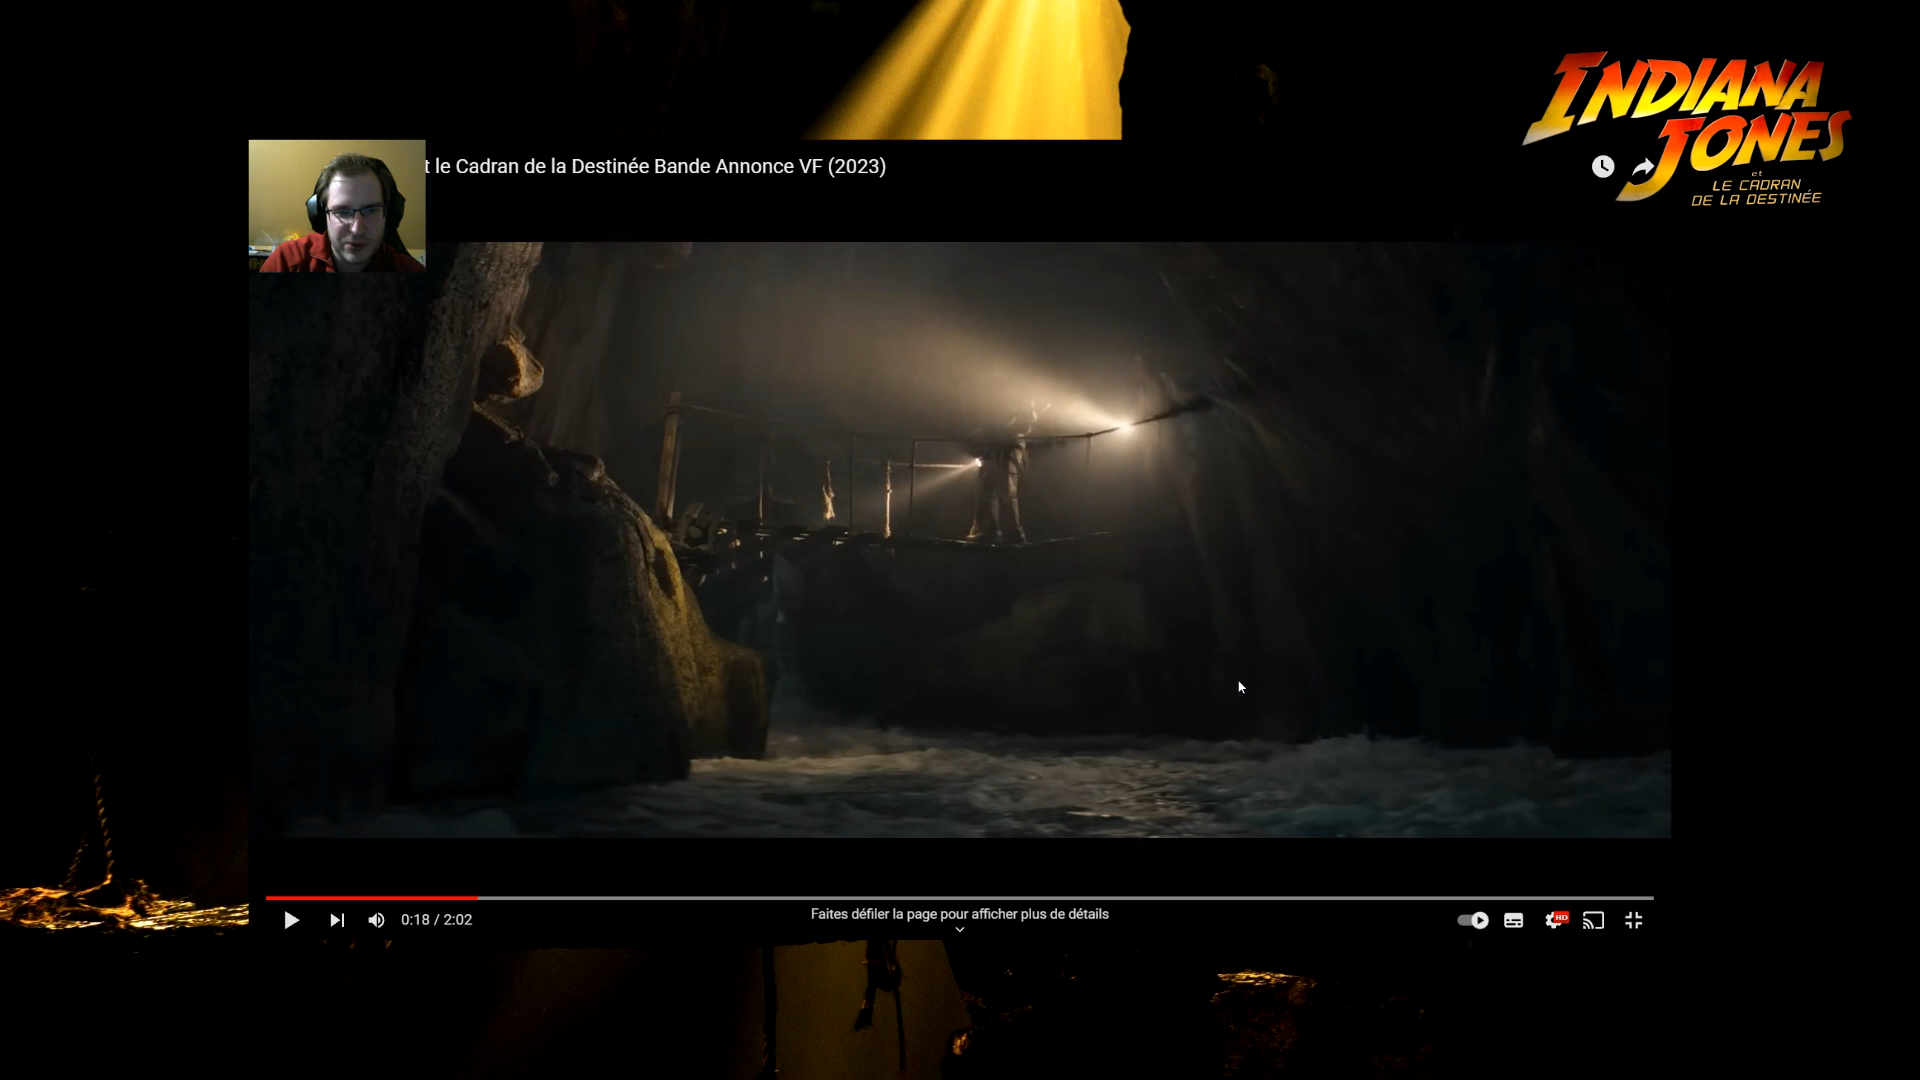 INDIANA
JONES
et
LE CADRAN
DE LA DESTINÉE
t le Cadran de la Destinée Bande Annonce VF (2023)
0:18 / 2:02
Faites défiler la page pour afficher plus de détails
HD